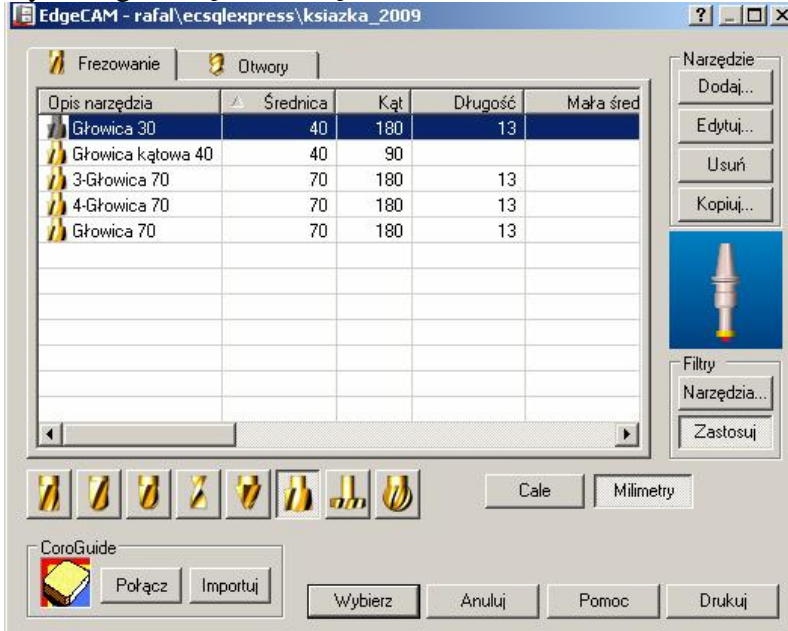 EdgeCAM - rafal\ecsqlexpress\ksiazka_2009
Frezowanie Otwory
Opis narzędzia Średnica Kąt Długość Mała śred
Głowica 30 40 180 13
Głowica kątowa 40 40 90
3-Głowica 70 70 180 13
4-Głowica 70 70 180 13
Głowica 70 70 180 13
Narzędzie
Dodaj...
Edytuj...
Usuń
Kopiuj...
Filtry
Narzędzia...
Zastosuj
Cale Milimetry
CoroGuide
Połącz Importuj
Wybierz Anuluj Pomoc Drukuj